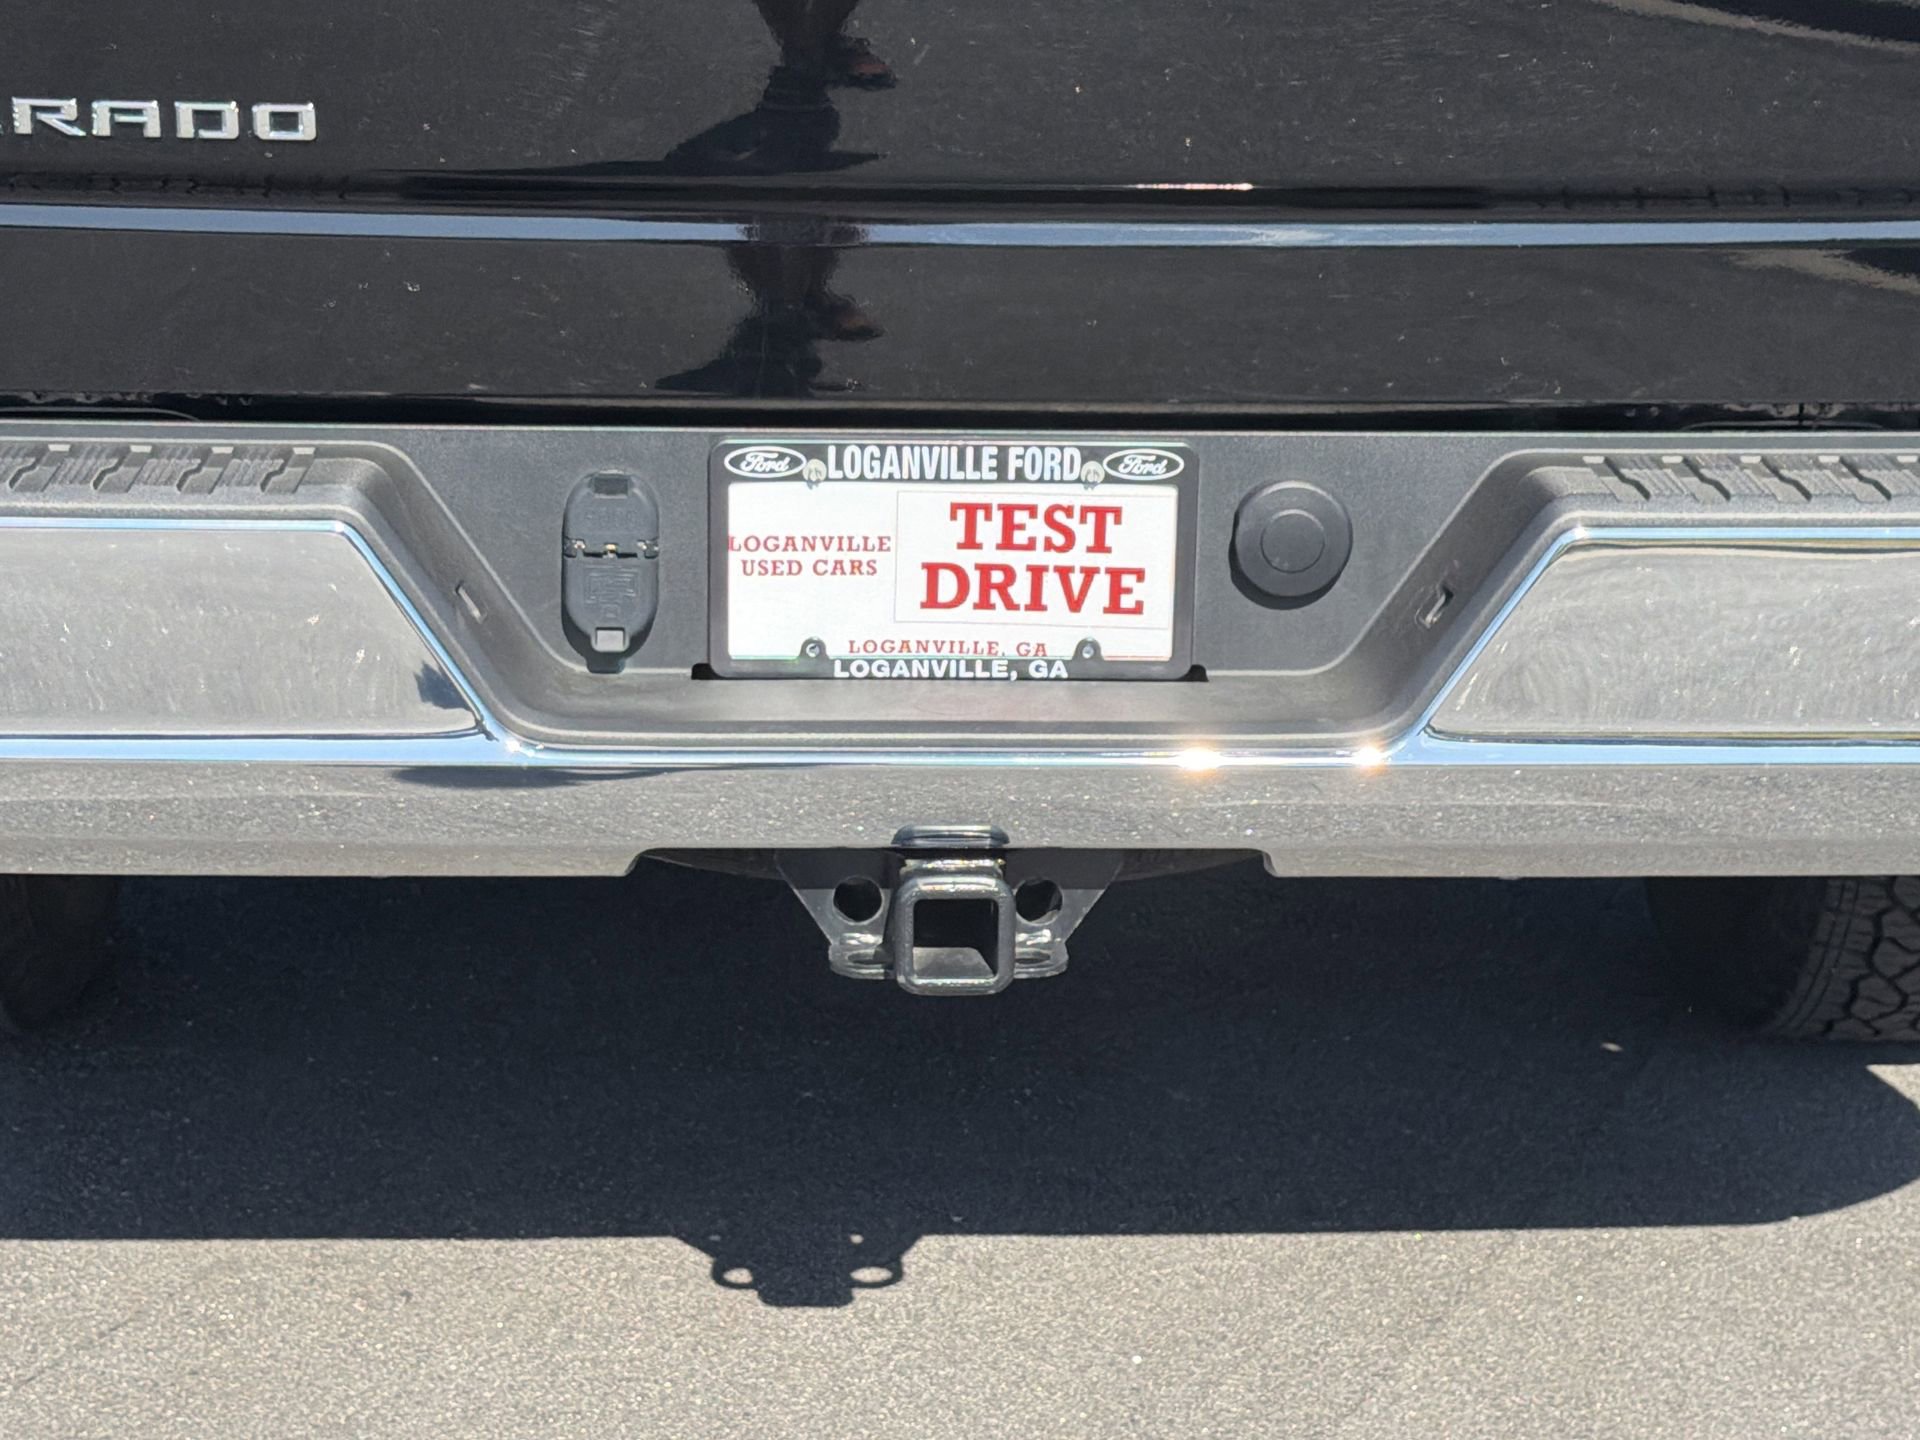 RADO
Ford LOGANVILLE FORD Ford
LOGANVILLE
USED CARS
TEST
DRIVE
LOGANVILLE, GA
LOGANVILLE, GA